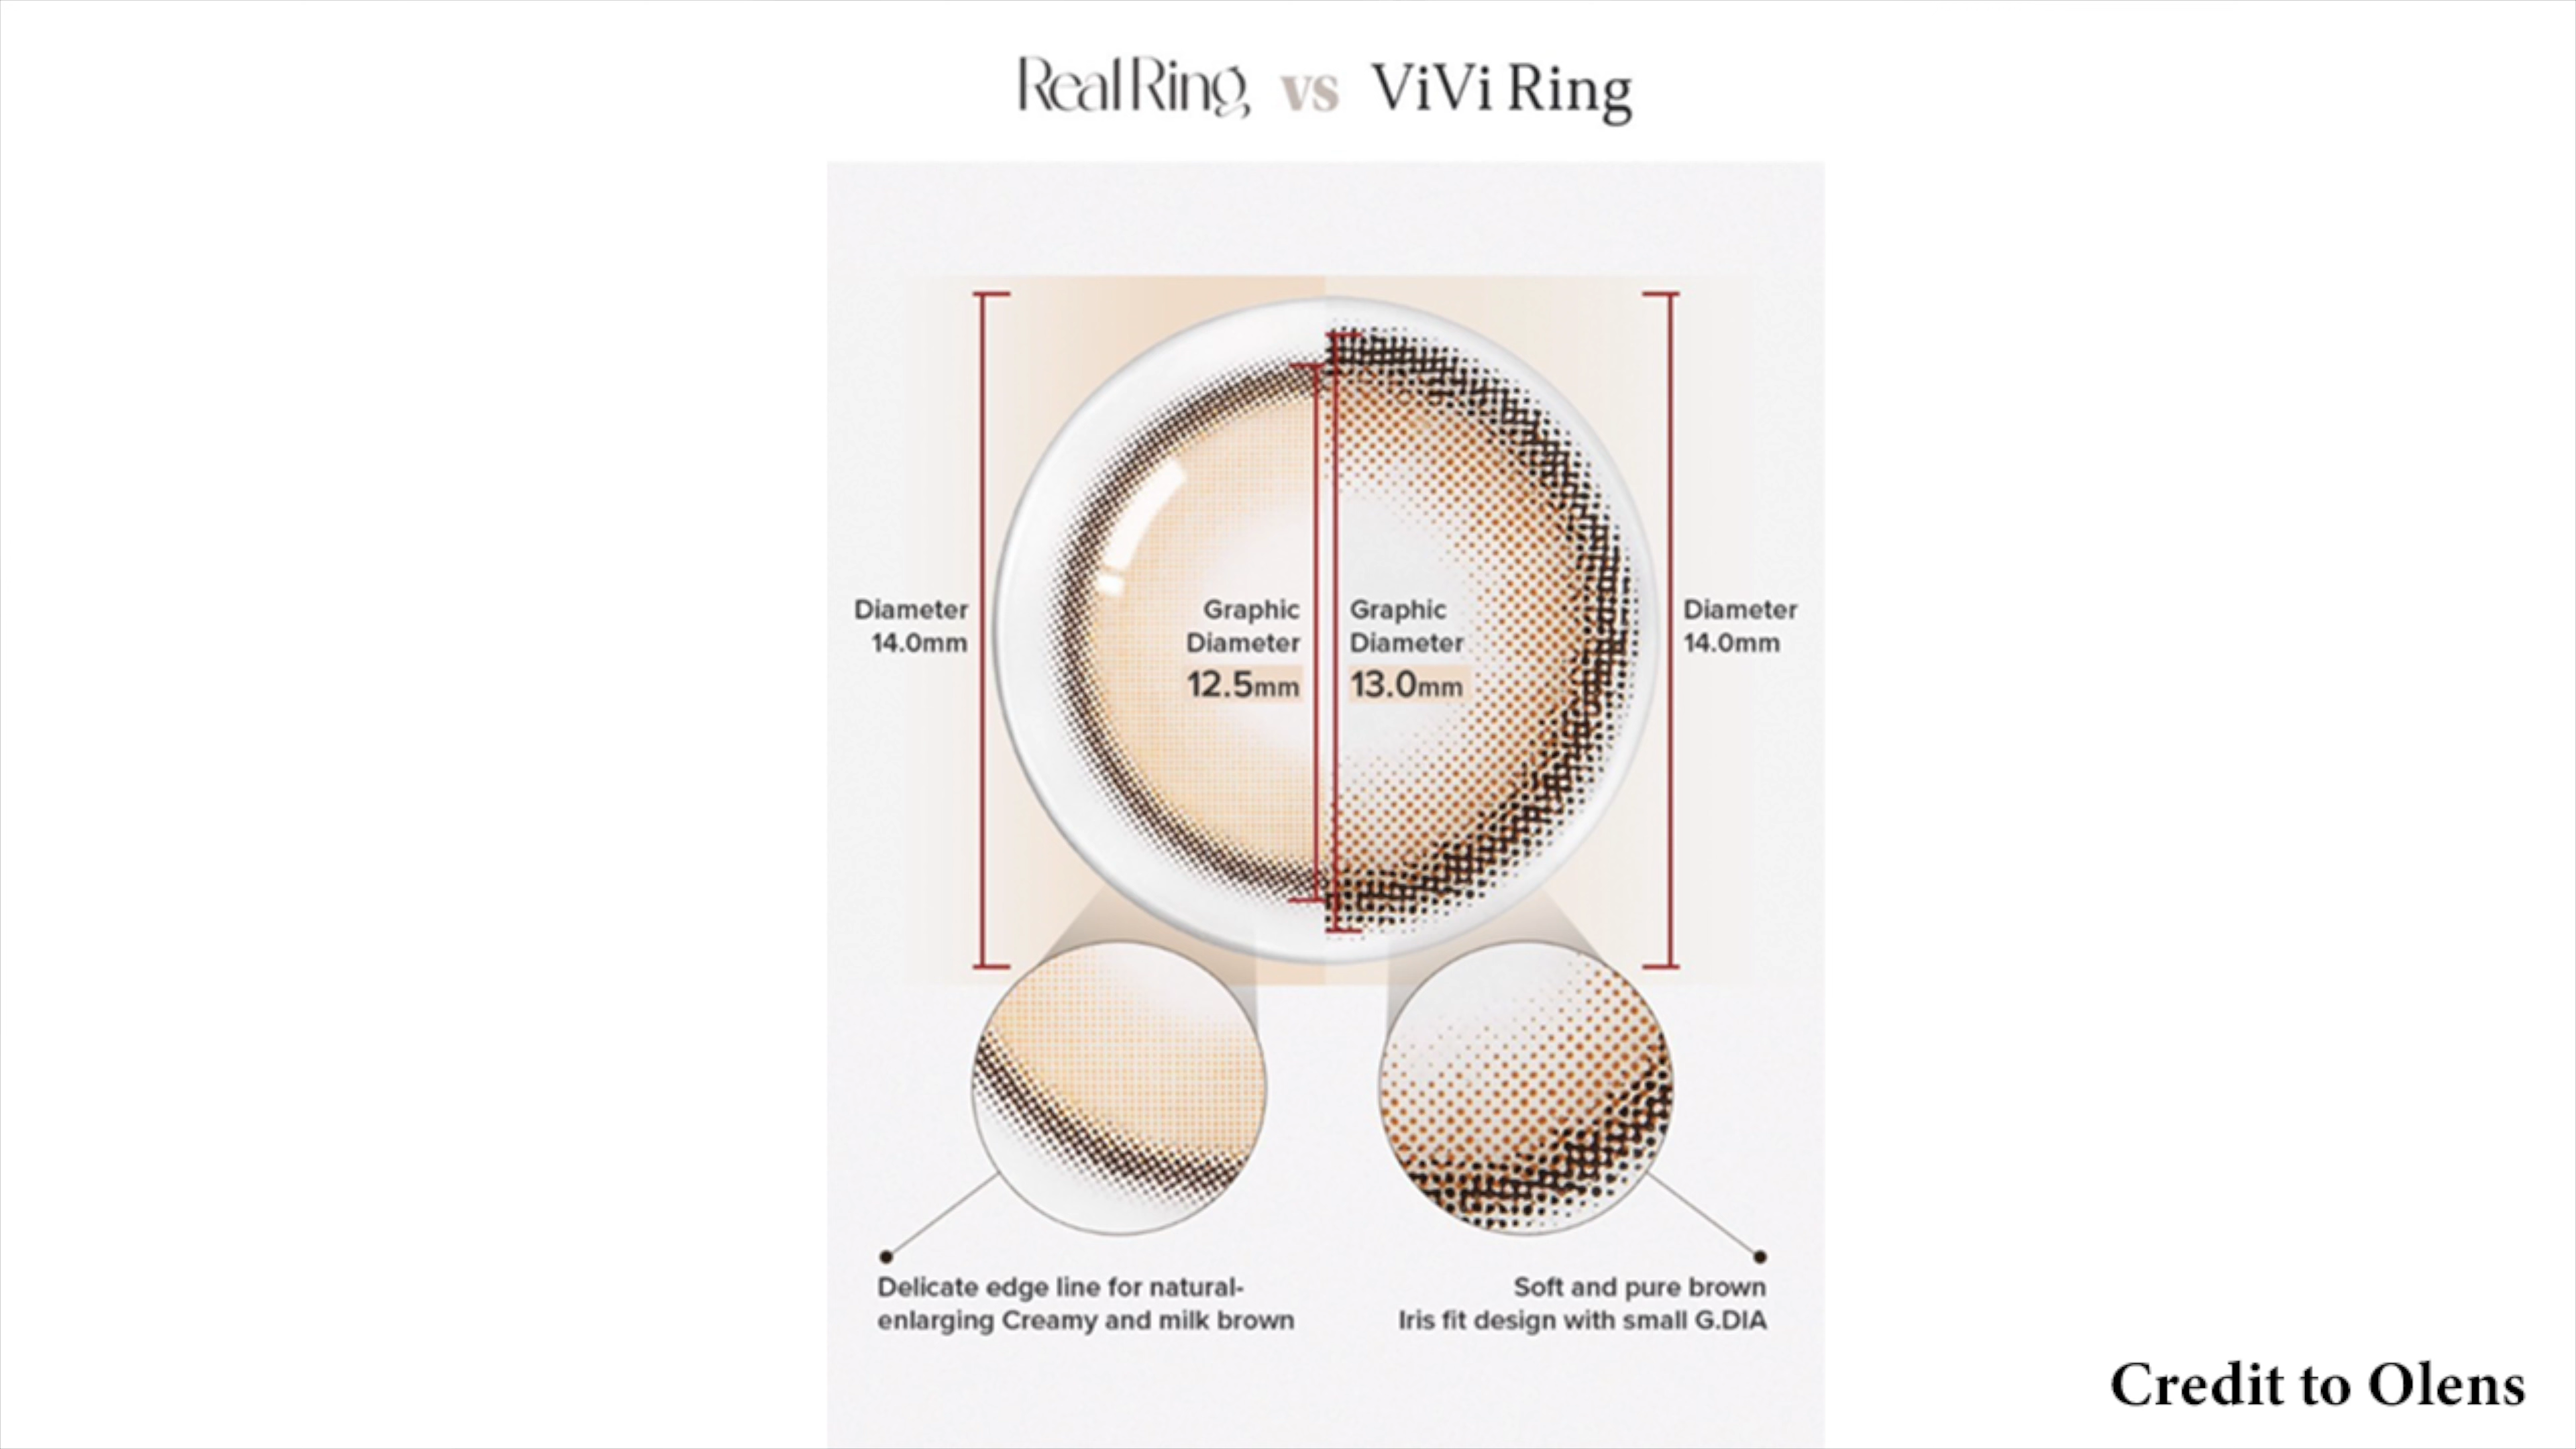 RealRing vs ViVi Ring
Diameter
14.0mm
Graphic
Diameter
12.5mm
Graphic
Diameter
13.0mm
Diameter
14.0mm
Delicate edge line for natural-
enlarging Creamy and milk brown
Soft and pure brown
Iris fit design with small G.DIA
Credit to Olens